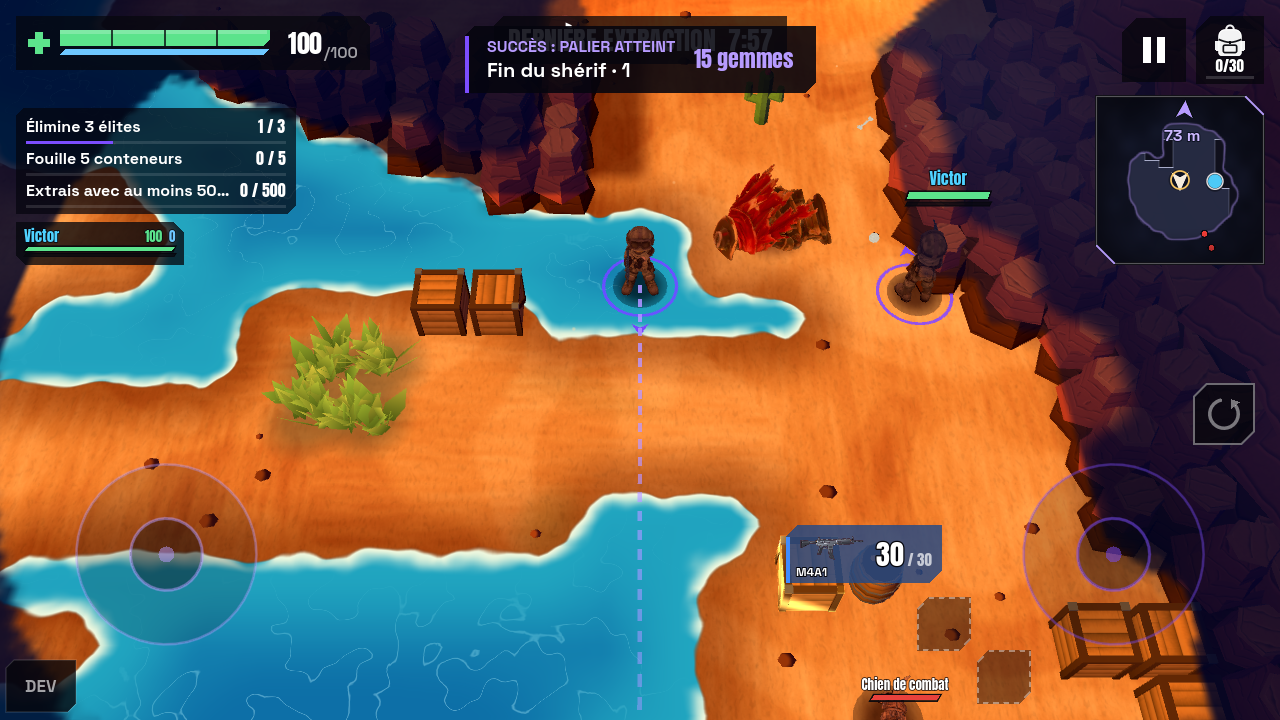 100/100
DERNIÈRE EXTRACTION 7:57
SUCCÈS : PALIER ATTEINT
Fin du shérif · 1
15 gemmes
0/30
Élimine 3 élites 1 / 3
Fouille 5 conteneurs 0 / 5
Extrais avec au moins 50... 0 / 500
73 m
Victor
Victor 100 0
30 / 30
M4A1
DEV
Chien de combat